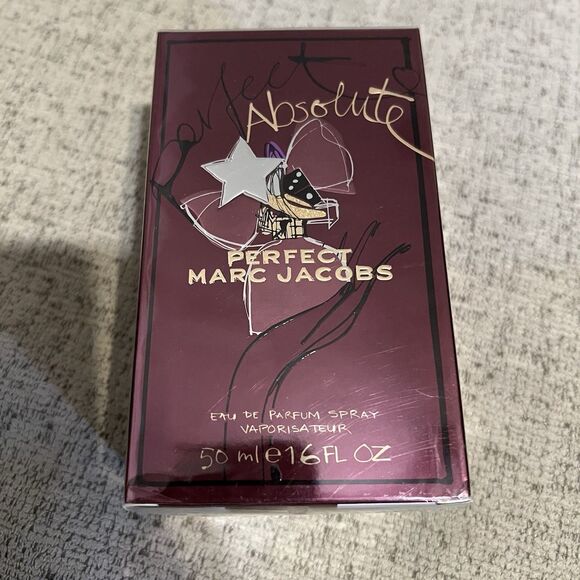 Perfect
Absolute
PERFECT
MARC JACOBS
EAU DE PARFUM SPRAY
VAPORISATEUR
50 ml e 1.6 FL OZ